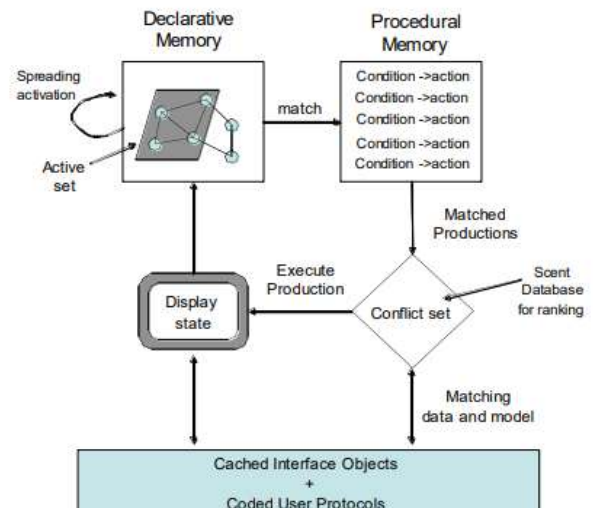 Declarative
Memory
Procedural
Memory
Spreading
activation
Active
set
match
Condition ->action
Condition ->action
Condition ->action
Condition ->action
Condition ->action
Matched
Productions
Execute
Production
Display
state
Conflict set
Scent
Database
for ranking
Matching
data and model
Cached Interface Objects
+
Coded User Protocols